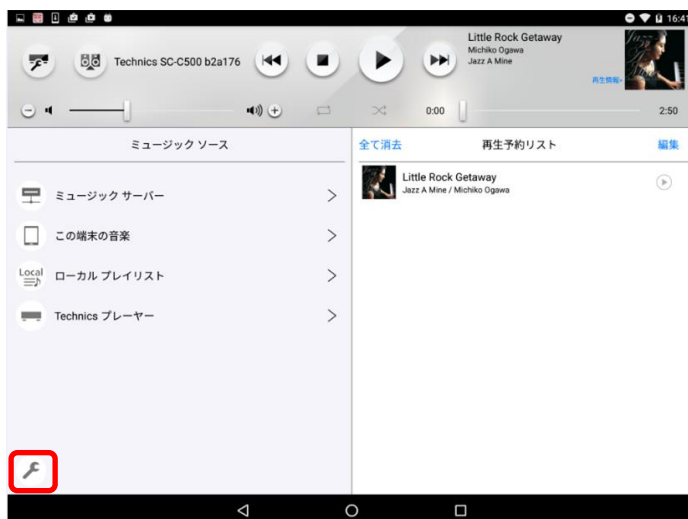 16:41
Technics SC-C500 b2a176
Little Rock Getaway
Michiko Ogawa
Jazz A Mine
再生情報
0:00
2:50
ミュージック ソース
全て消去
再生予約リスト
編集
ミュージック サーバー
この端末の音楽
Local
ローカル プレイリスト
Technics プレーヤー
Little Rock Getaway
Jazz A Mine / Michiko Ogawa